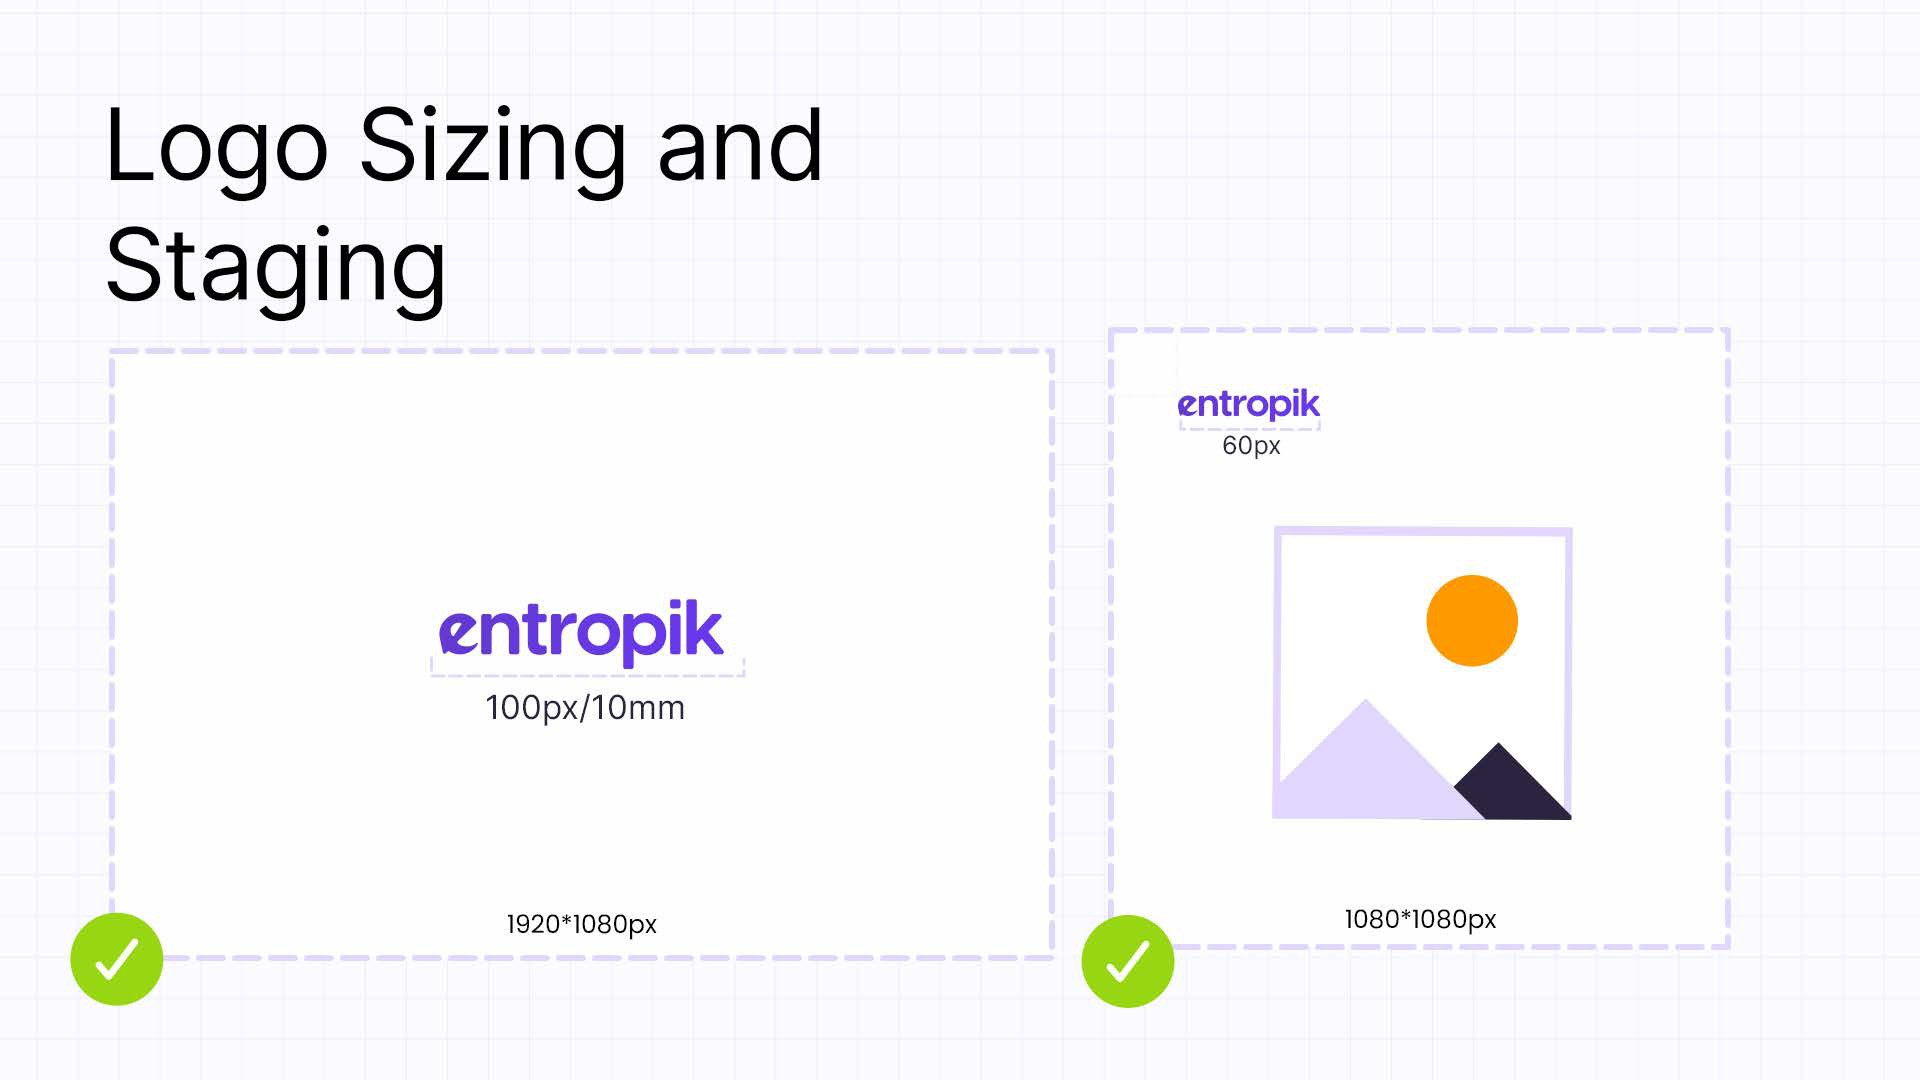 Logo Sizing and
Staging
entropik
100px/10mm
1920*1080px
entropik
60px
1080*1080px